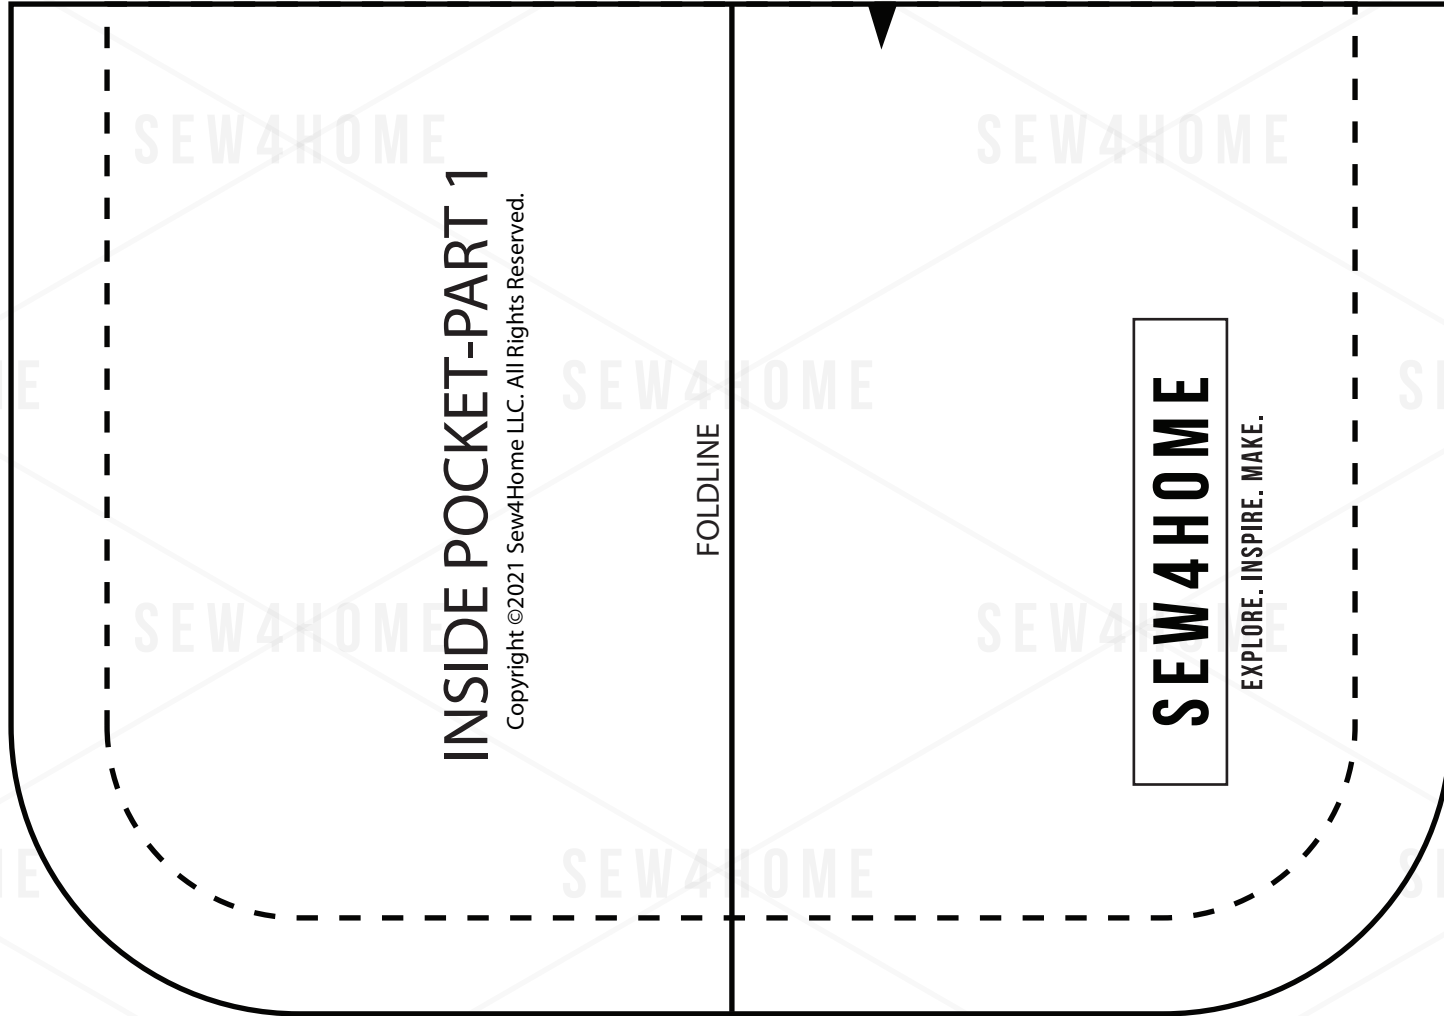 INSIDE POCKET-PART 1
Copyright ©2021 Sew4Home LLC. All Rights Reserved.
FOLDLINE
SEW4HOME
EXPLORE. INSPIRE. MAKE.
SEW4HOME
SEW4HOME
E
SEW4HOME
S
SEW4HOME
SEW4HOME
E
SEW4HOME
S